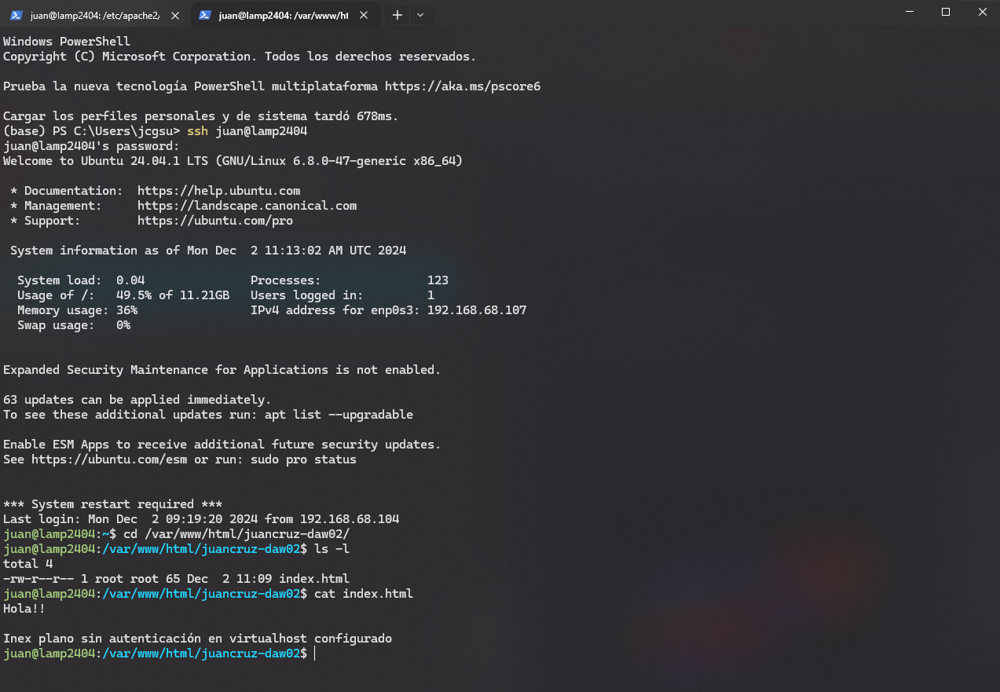 juan@lamp2404: /etc/apache2/
juan@lamp2404: /var/www/ht
Windows PowerShell
Copyright (C) Microsoft Corporation. Todos los derechos reservados.
Prueba la nueva tecnología PowerShell multiplataforma https://aka.ms/pscore6
Cargar los perfiles personales y de sistema tardó 678ms.
(base) PS C:\Users\jcgsu> ssh juan@lamp2404
juan@lamp2404's password:
Welcome to Ubuntu 24.04.1 LTS (GNU/Linux 6.8.0-47-generic x86_64)
* Documentation:  https://help.ubuntu.com
* Management:     https://landscape.canonical.com
* Support:        https://ubuntu.com/pro
System information as of Mon Dec  2 11:13:02 AM UTC 2024
System load:  0.04               Processes:               123
Usage of /:   49.5% of 11.21GB   Users logged in:         1
Memory usage: 36%                IPv4 address for enp0s3: 192.168.68.107
Swap usage:   0%
Expanded Security Maintenance for Applications is not enabled.
63 updates can be applied immediately.
To see these additional updates run: apt list --upgradable
Enable ESM Apps to receive additional future security updates.
See https://ubuntu.com/esm or run: sudo pro status
*** System restart required ***
Last login: Mon Dec  2 09:19:20 2024 from 192.168.68.104
juan@lamp2404:~$ cd /var/www/html/juancruz-daw02/
juan@lamp2404:/var/www/html/juancruz-daw02$ ls -l
total 4
-rw-r--r-- 1 root root 65 Dec  2 11:09 index.html
juan@lamp2404:/var/www/html/juancruz-daw02$ cat index.html
Hola!!
Inex plano sin autenticación en virtualhost configurado
juan@lamp2404:/var/www/html/juancruz-daw02$